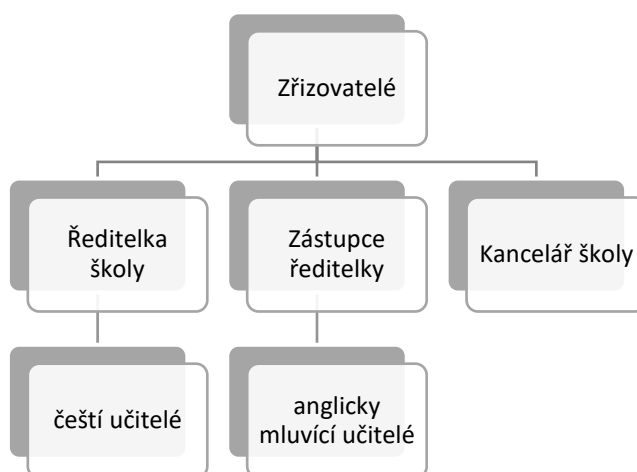 Zřizovatelé
Ředitelka
školy
Zástupce
ředitelky
Kancelář školy
čeští učitelé
anglicky
mluvící učitelé